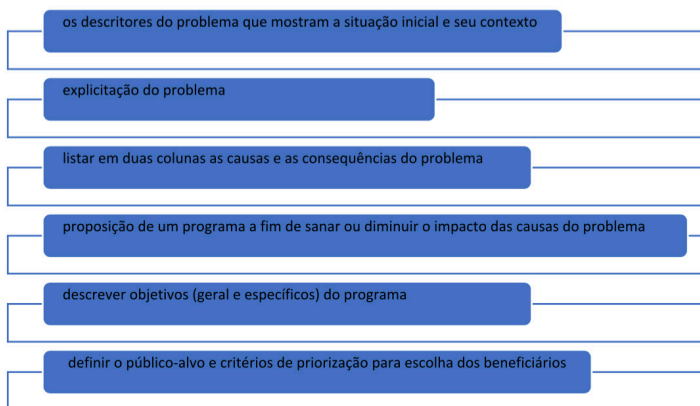 os descritores do problema que mostram a situação inicial e seu contexto
explicitação do problema
listar em duas colunas as causas e as consequências do problema
proposição de um programa a fim de sanar ou diminuir o impacto das causas do problema
descrever objetivos (geral e específicos) do programa
definir o público-alvo e critérios de priorização para escolha dos beneficiários